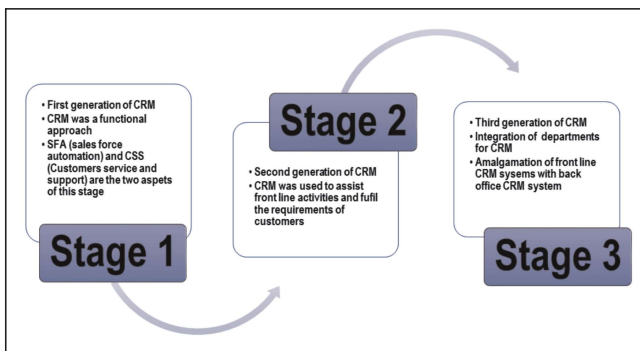 • First generation of CRM
• CRM was a functional
approach
• SFA (sales force
automation) and CSS
(Customers service and
support) are the two aspets
of this stage
Stage 1
Stage 2
• Second generation of CRM
• CRM was used to assist
front line activities and fufil
the requirements of
customers
• Third generation of CRM
• Integration of departments
for CRM
• Amalgamation of front line
CRM sysems with back
office CRM system
Stage 3